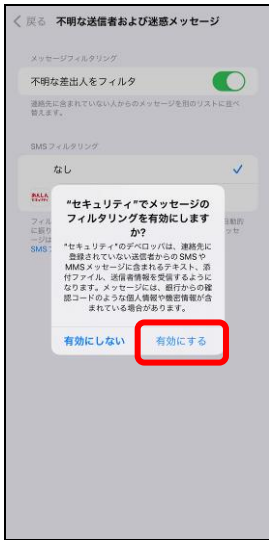 戻る 不明な送信者および迷惑メッセージ
メッセージフィルタリング
不明な差出人をフィルタ
連絡先に含まれていない人からのメッセージを別のリストに並べ
替えます。
SMSフィルタリング
なし
"セキュリティ"でメッセージの
フィルタリングを有効にします
か?
"セキュリティ"のデベロッパは、連絡先に
登録されていない送信者からのSMSや
MMSメッセージに含まれるテキスト、添
付ファイル、送信者情報を受信するように
なります。メッセージには、銀行からの確
認コードのような個人情報や機密情報が含
まれている場合があります。
有効にしない 有効にする